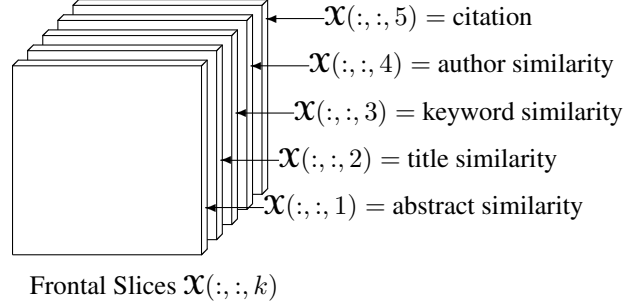 𝔛(:, :, 5) = citation
𝔛(:, :, 4) = author similarity
𝔛(:, :, 3) = keyword similarity
𝔛(:, :, 2) = title similarity
𝔛(:, :, 1) = abstract similarity
Frontal Slices 𝔛(:, :, k)